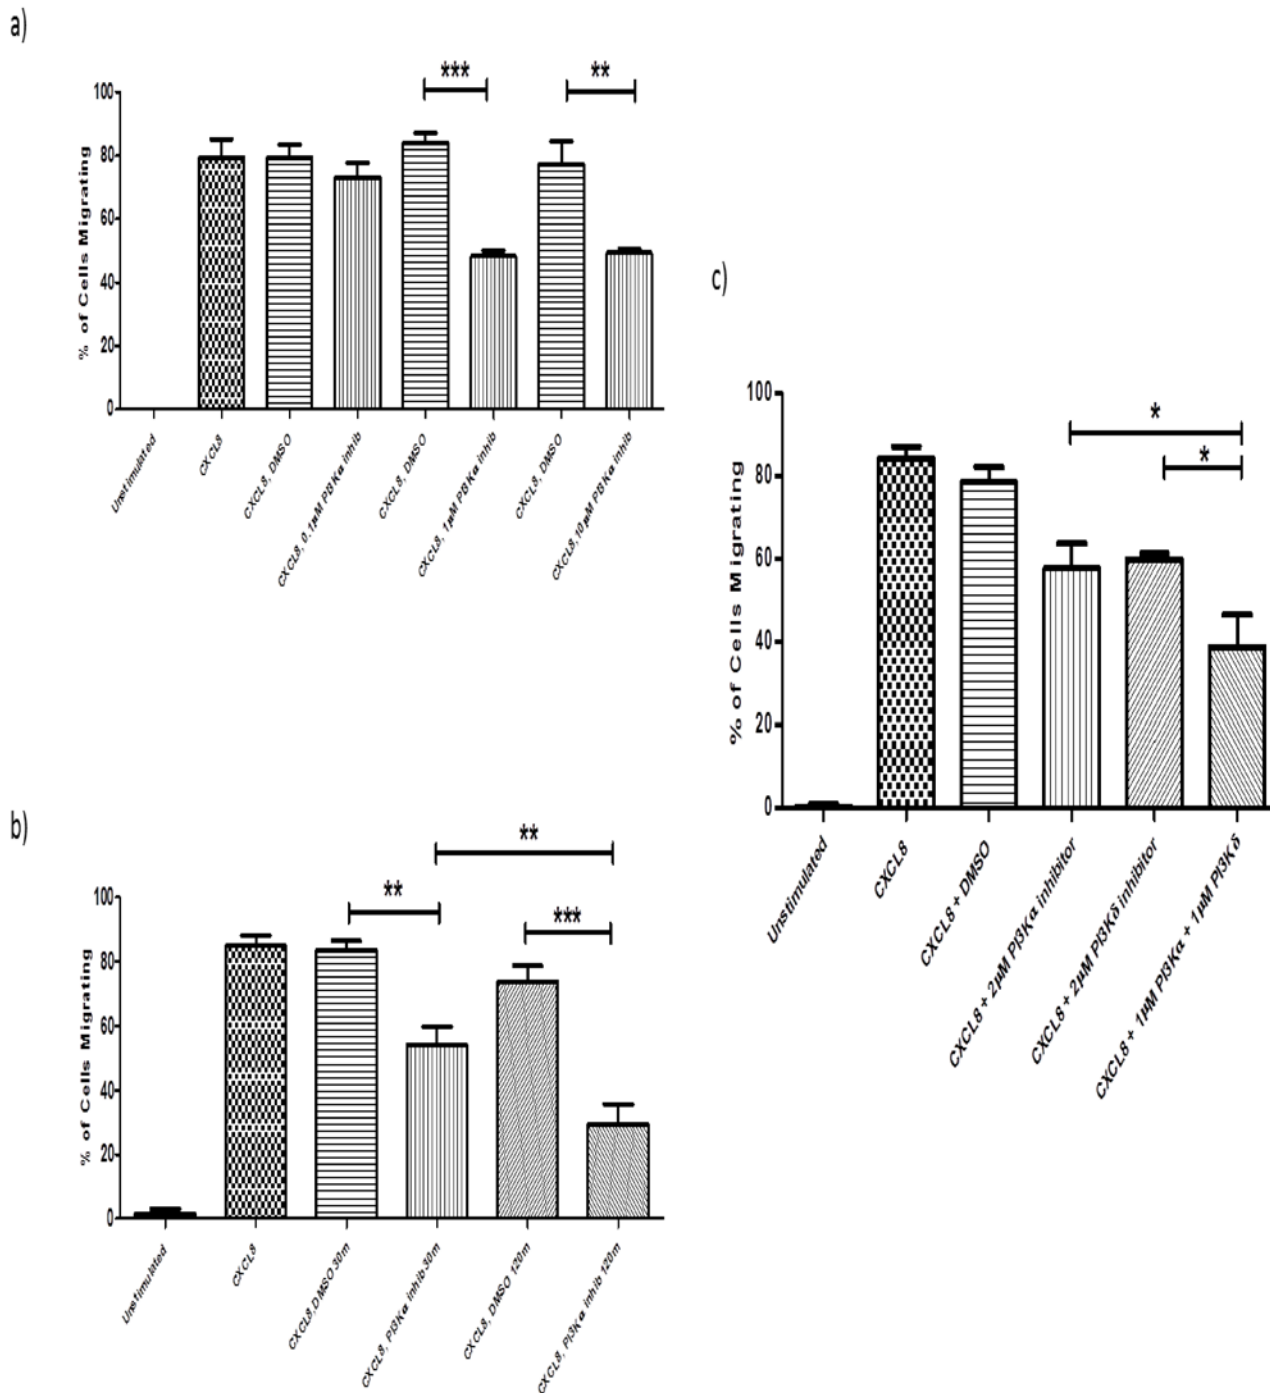 a)
***
**
100
80
60
40
20
0
% of Cells Migrating
Unstimulated
CXCL8
CXCL8, DMSO
CXCL8, 0.1µM PI3Kα inhib
CXCL8, DMSO
CXCL8, 1µM PI3Kα inhib
CXCL8, DMSO
CXCL8,10µM PI3Kα inhib
b)
**
**
***
100
80
60
40
20
0
% of Cells Migrating
Unstimulated
CXCL8
CXCL8,DMSO 30m
CXCL8, PI3Kα inhib 30m
CXCL8, DMSO 120m
CXCL8, PI3Kα inhib 120m
c)
*
*
100
80
60
40
20
0
% of Cells Migrating
Unstimulated
CXCL8
CXCL8 + DMSO
CXCL8 + 2µM PI3Kα inhibitor
CXCL8 + 2µM PI3Kδ inhibitor
CXCL8 + 1µM PI3Kα + 1µM PI3Kδ